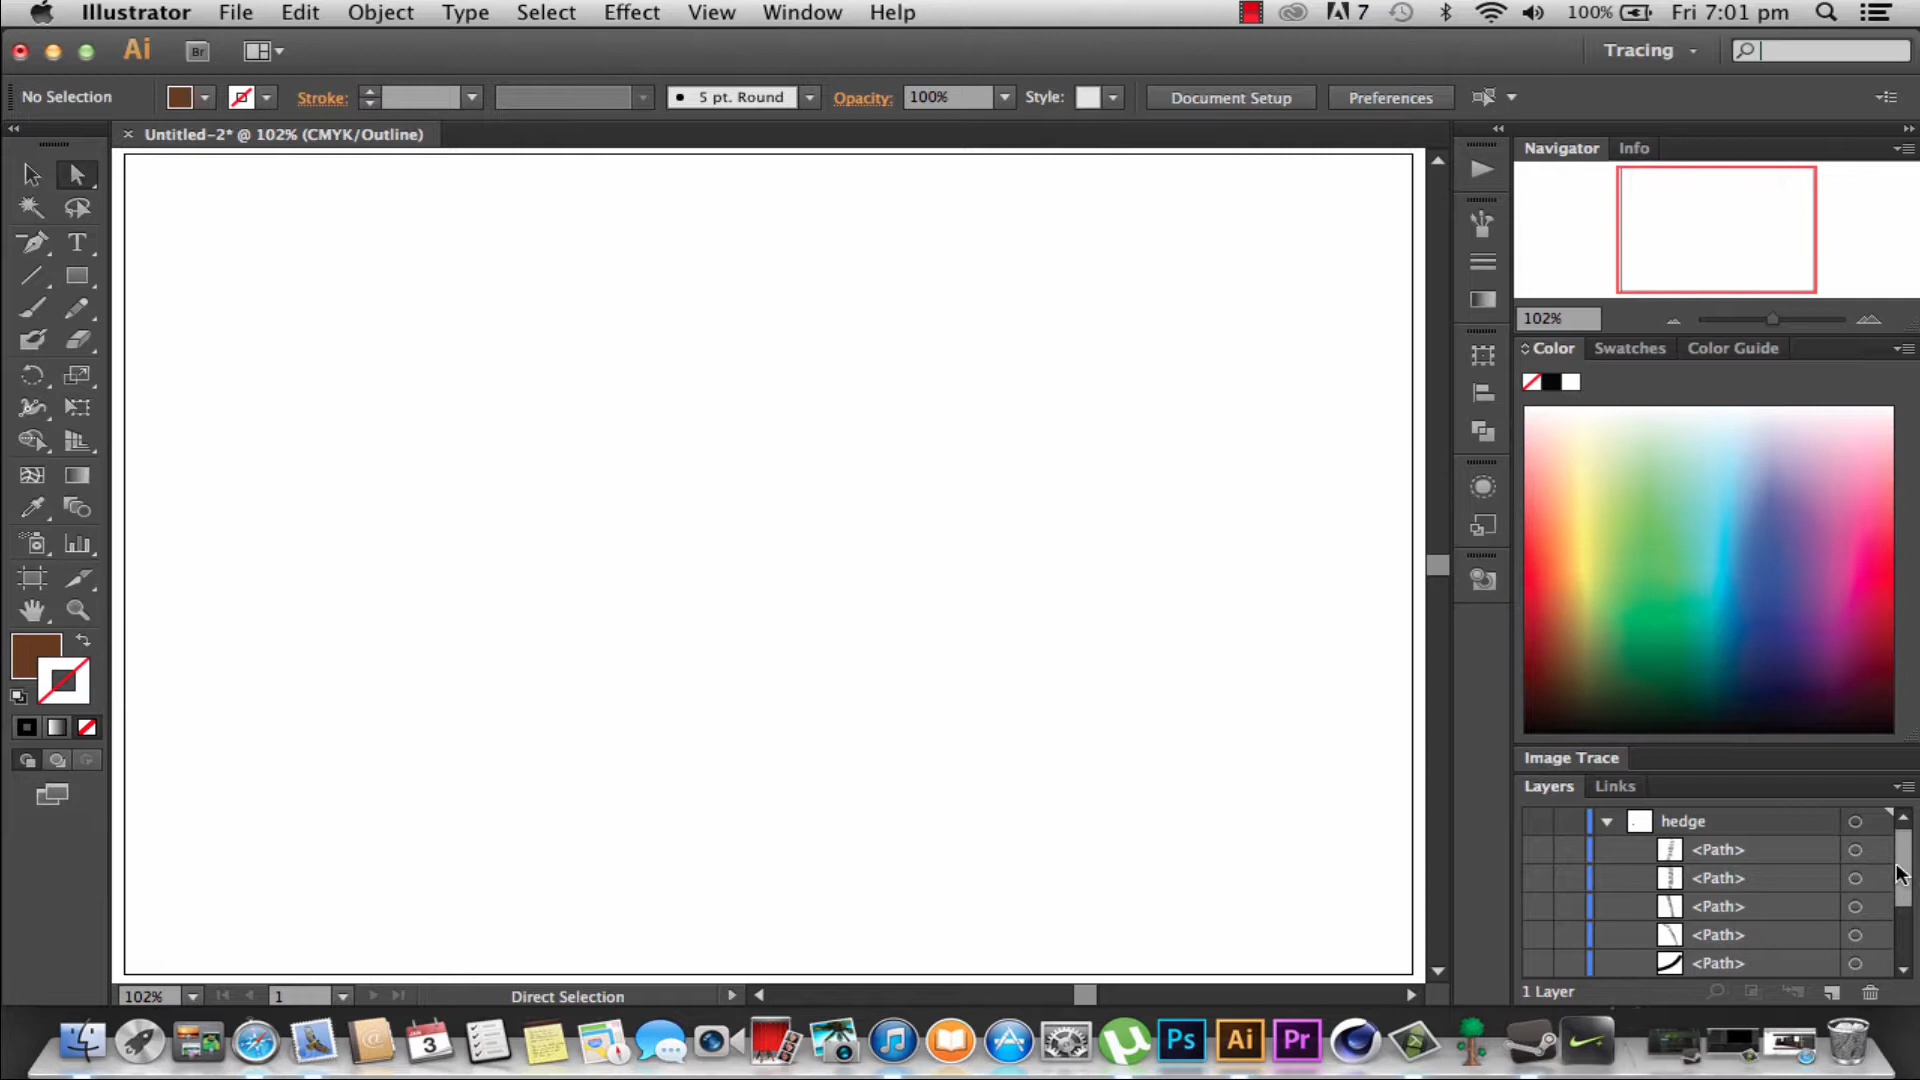 Illustrator File Edit Object Type Select Effect View Window Help 7 100% Fri 7:01 pm
Ai Br Tracing
No Selection Stroke: 5 pt. Round Opacity: 100% Style: Document Setup Preferences
× Untitled-2* @ 102% (CMYK/Outline)
Navigator Info
T
102%
Color Swatches Color Guide
Image Trace
Layers Links
hedge
<Path>
<Path>
<Path>
<Path>
<Path>
1 Layer
102% 1 Direct Selection
3 Ps Ai Pr